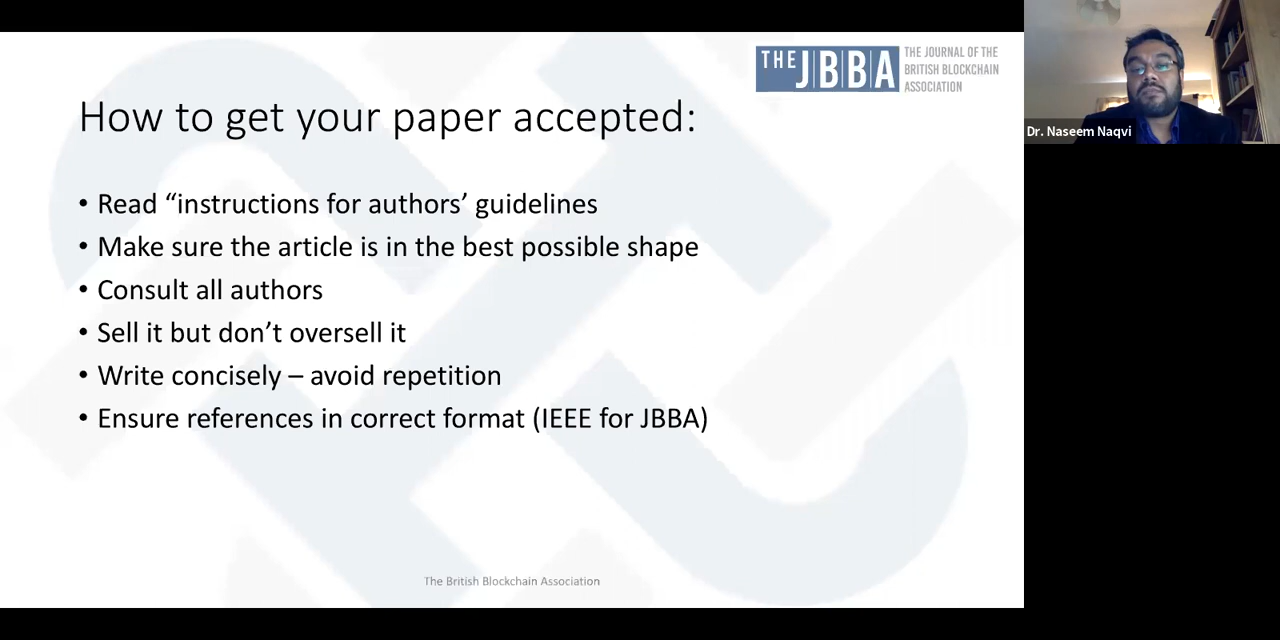 THE JBBA
THE JOURNAL OF THE
BRITISH BLOCKCHAIN
ASSOCIATION
How to get your paper accepted:
• Read “instructions for authors’ guidelines
• Make sure the article is in the best possible shape
• Consult all authors
• Sell it but don’t oversell it
• Write concisely – avoid repetition
• Ensure references in correct format (IEEE for JBBA)
The British Blockchain Association
Dr. Naseem Naqvi